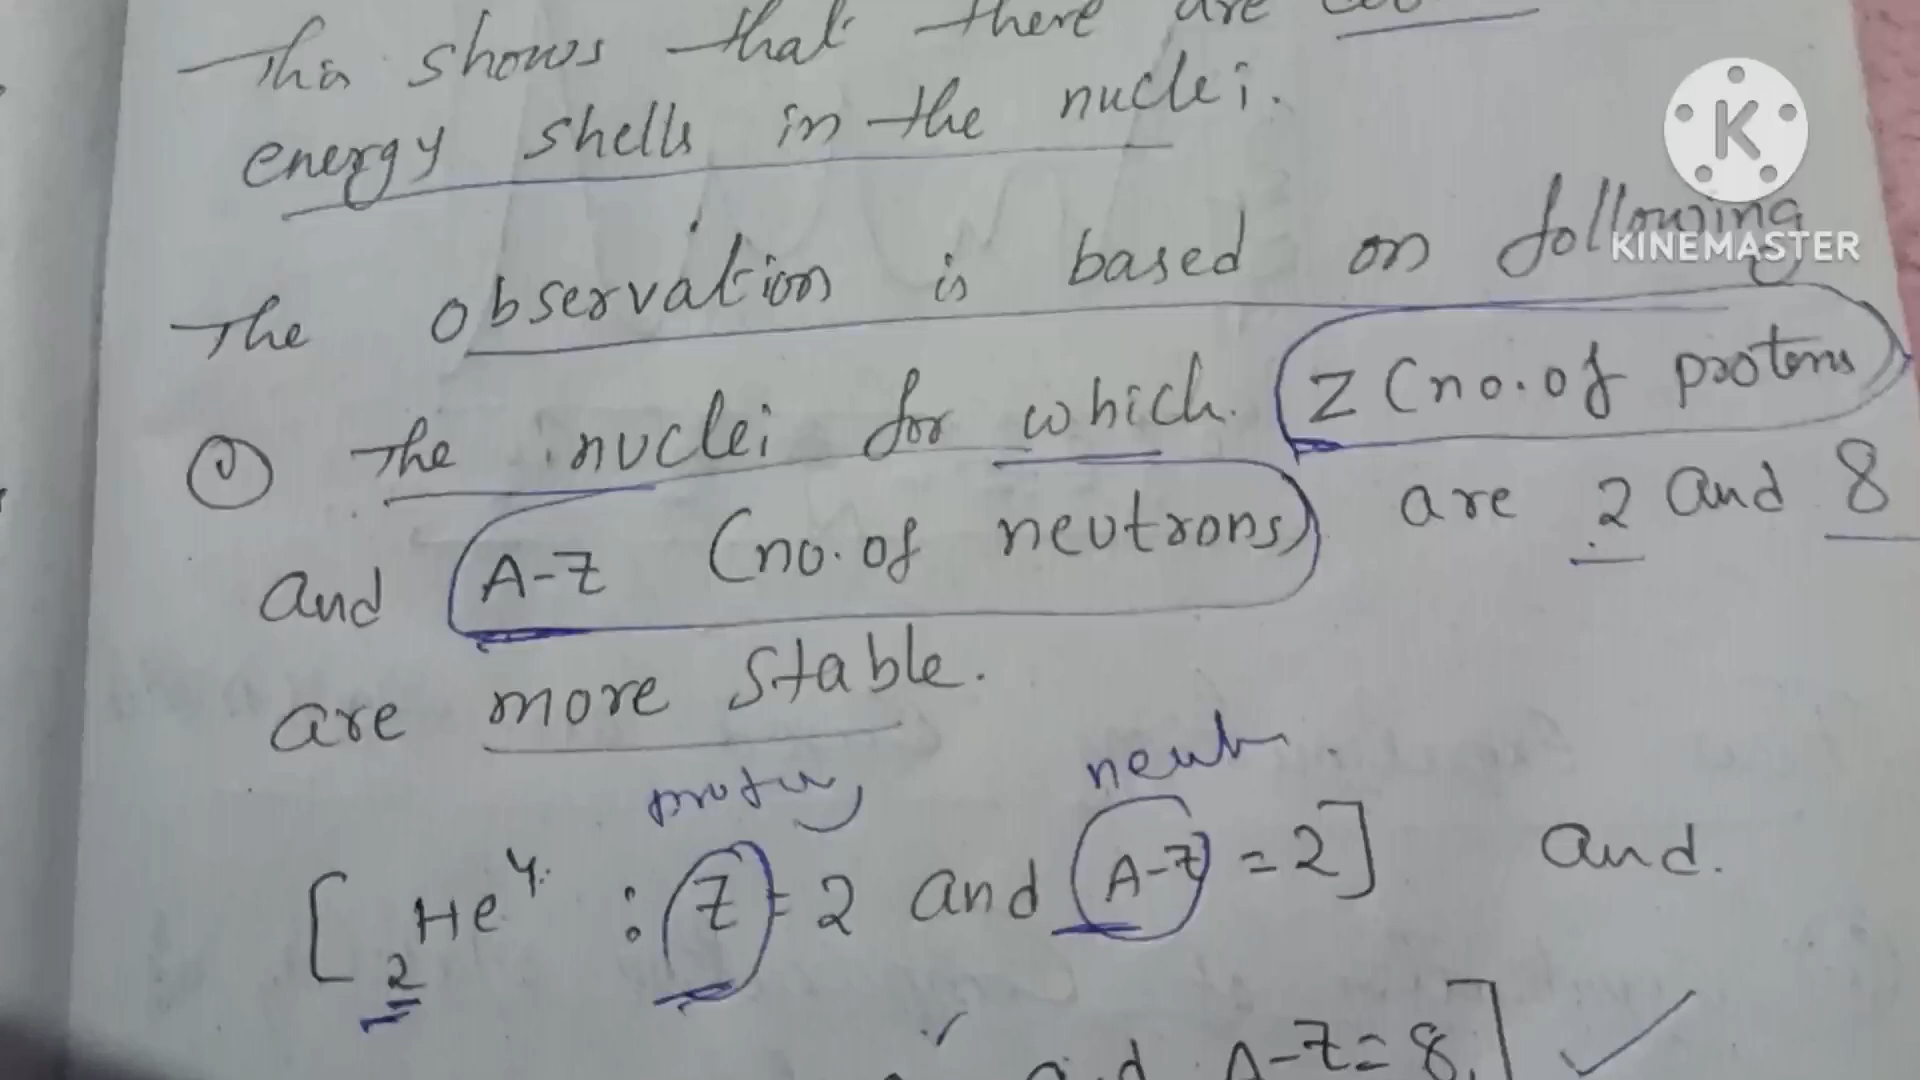 This shows that there are
energy shells in the nuclei.
K
KINEMASTER
The observation is based on following
① The nuclei for which Z (no. of protons
and A-Z (no. of neutrons) are 2 and 8
are more stable.
neut
[ ₂He⁴ : Z = 2 and A-Z = 2] and.
A-Z = 8.]